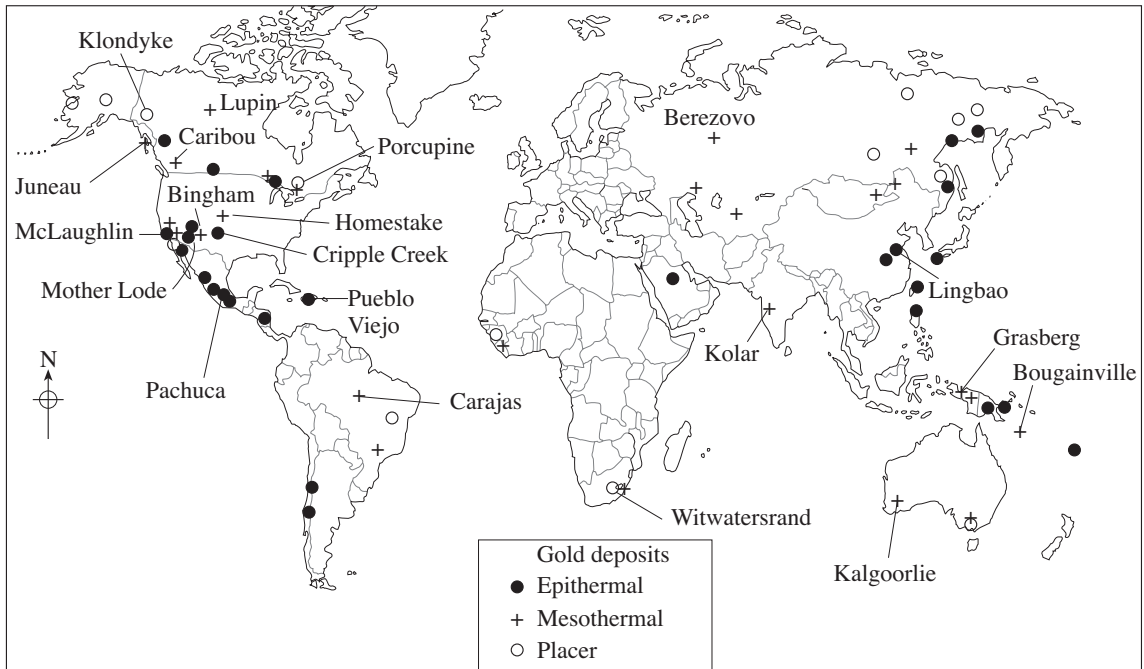 Klondyke
Lupin
Berezovo
Caribou
Porcupine
Juneau
Bingham
Homestake
McLaughlin
Cripple Creek
Mother Lode
Pueblo
Viejo
Lingbao
N
Kolar
Grasberg
Bougainville
Pachuca
Carajas
Witwatersrand
Kalgoorlie
Gold deposits
Epithermal
Mesothermal
Placer